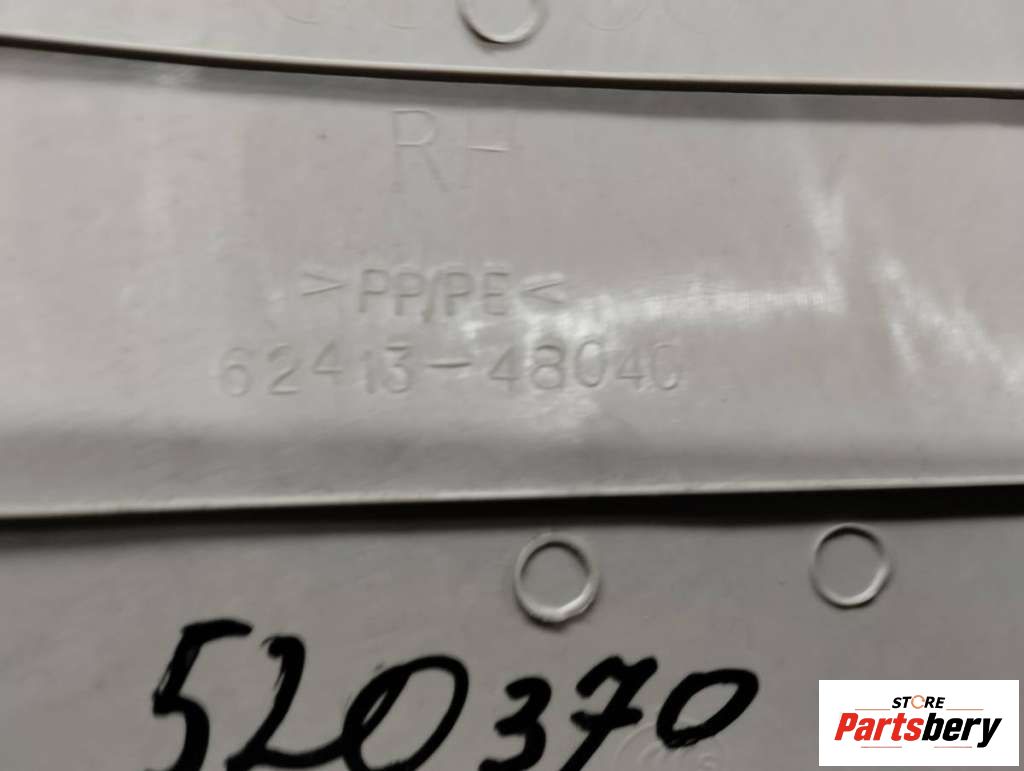 RH
>PP/PE<
62413-48040
520370
STORE
Partsbery